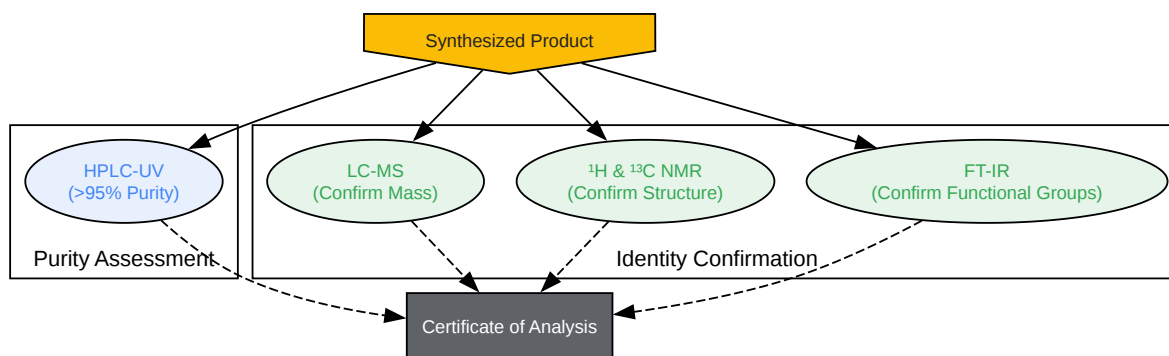 Synthesized Product
HPLC-UV
(>95% Purity)
LC-MS
(Confirm Mass)
¹H & ¹³C NMR
(Confirm Structure)
FT-IR
(Confirm Functional Groups)
Purity Assessment
Identity Confirmation
Certificate of Analysis